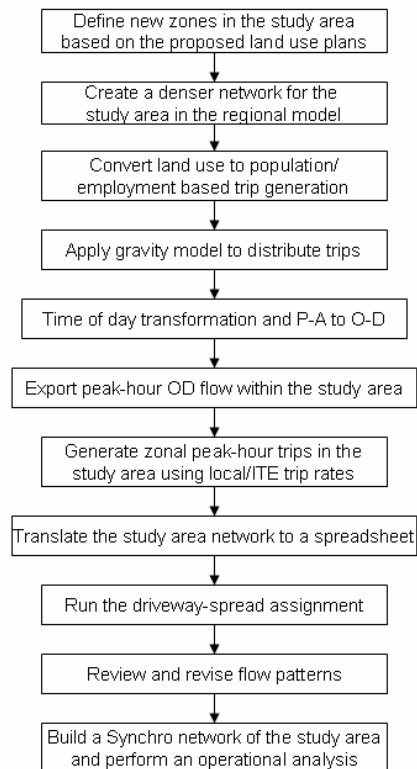 Define new zones in the study area
based on the proposed land use plans
Create a denser network for the
study area in the regional model
Convert land use to population/
employment based trip generation
Apply gravity model to distribute trips
Time of day transformation and P-A to O-D
Export peak-hour OD flow within the study area
Generate zonal peak-hour trips in the
study area using local/ITE trip rates
Translate the study area network to a spreadsheet
Run the driveway-spread assignment
Review and revise flow patterns
Build a Synchro network of the study area
and perform an operational analysis